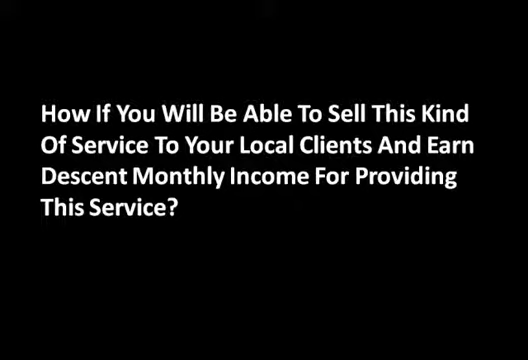 How If You Will Be Able To Sell This Kind
Of Service To Your Local Clients And Earn
Descent Monthly Income For Providing
This Service?